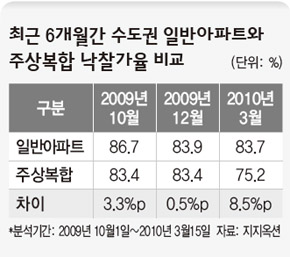 최근 6개월간 수도권 일반아파트와
주상복합 낙찰가율 비교 (단위: %)
구분 2009년 10월 2009년 12월 2010년 3월
일반아파트 86.7 83.9 83.7
주상복합 83.4 83.4 75.2
차이 3.3%p 0.5%p 8.5%p
*분석기간: 2009년 10월1일~2010년 3월15일 자료: 지지옥션